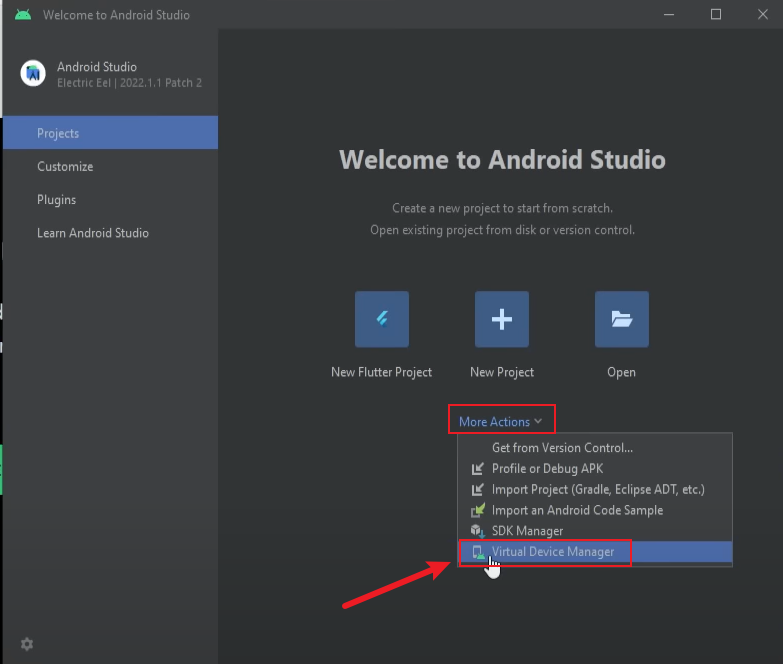 Welcome to Android Studio
Android Studio
Electric Eel | 2022.1.1 Patch 2
Projects
Customize
Plugins
Learn Android Studio
Welcome to Android Studio
Create a new project to start from scratch.
Open existing project from disk or version control.
New Flutter Project
New Project
Open
More Actions
Get from Version Control...
Profile or Debug APK
Import Project (Gradle, Eclipse ADT, etc.)
Import an Android Code Sample
SDK Manager
Virtual Device Manager